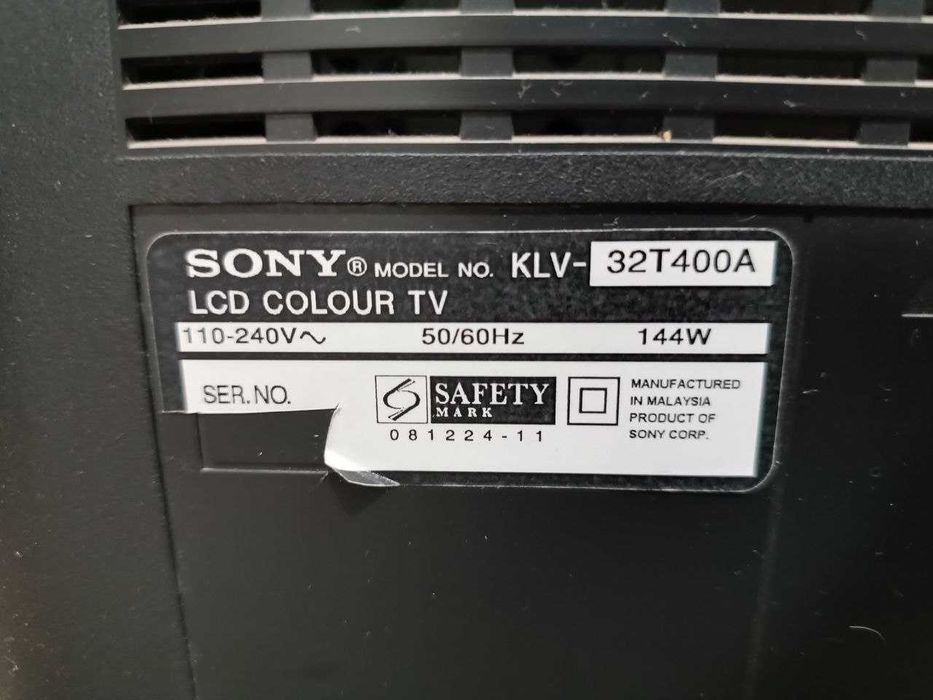 SONY® MODEL NO. KLV-32T400A
LCD COLOUR TV
110-240V~ 50/60Hz 144W
SER.NO.
SAFETY
MARK
081224-11
MANUFACTURED
IN MALAYSIA
PRODUCT OF
SONY CORP.